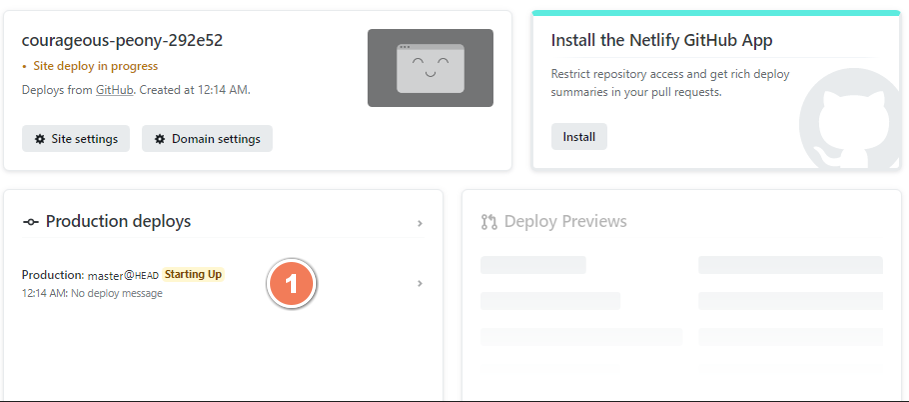 courageous-peony-292e52
• Site deploy in progress
Deploys from GitHub. Created at 12:14 AM.
Site settings
Domain settings
Install the Netlify GitHub App
Restrict repository access and get rich deploy
summaries in your pull requests.
Install
Production deploys
Production: master@HEAD Starting Up
12:14 AM: No deploy message
1
Deploy Previews